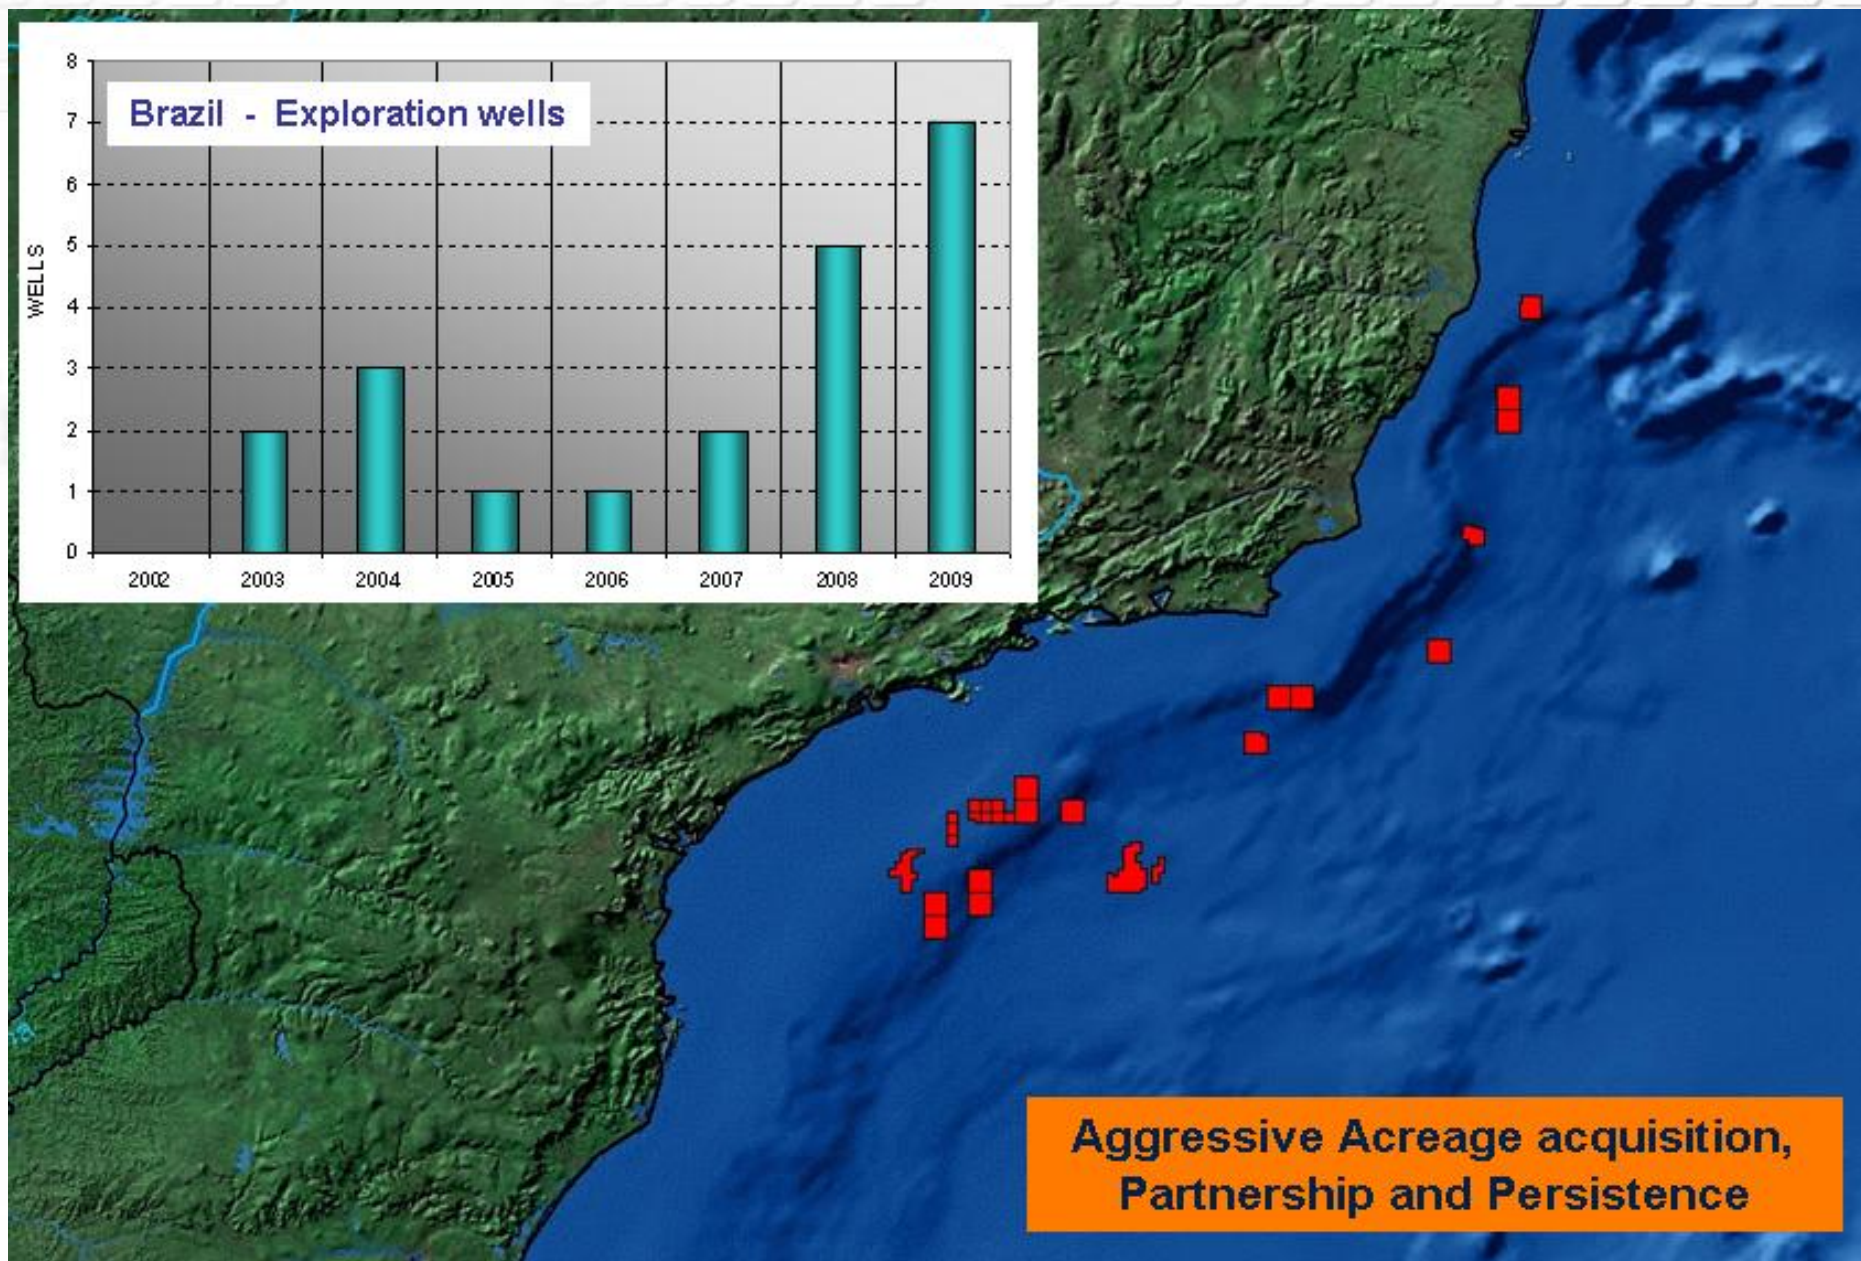 Brazil - Exploration wells
WELLS
8
7
6
5
4
3
2
1
0
2002 2003 2004 2005 2006 2007 2008 2009
Aggressive Acreage acquisition,
Partnership and Persistence